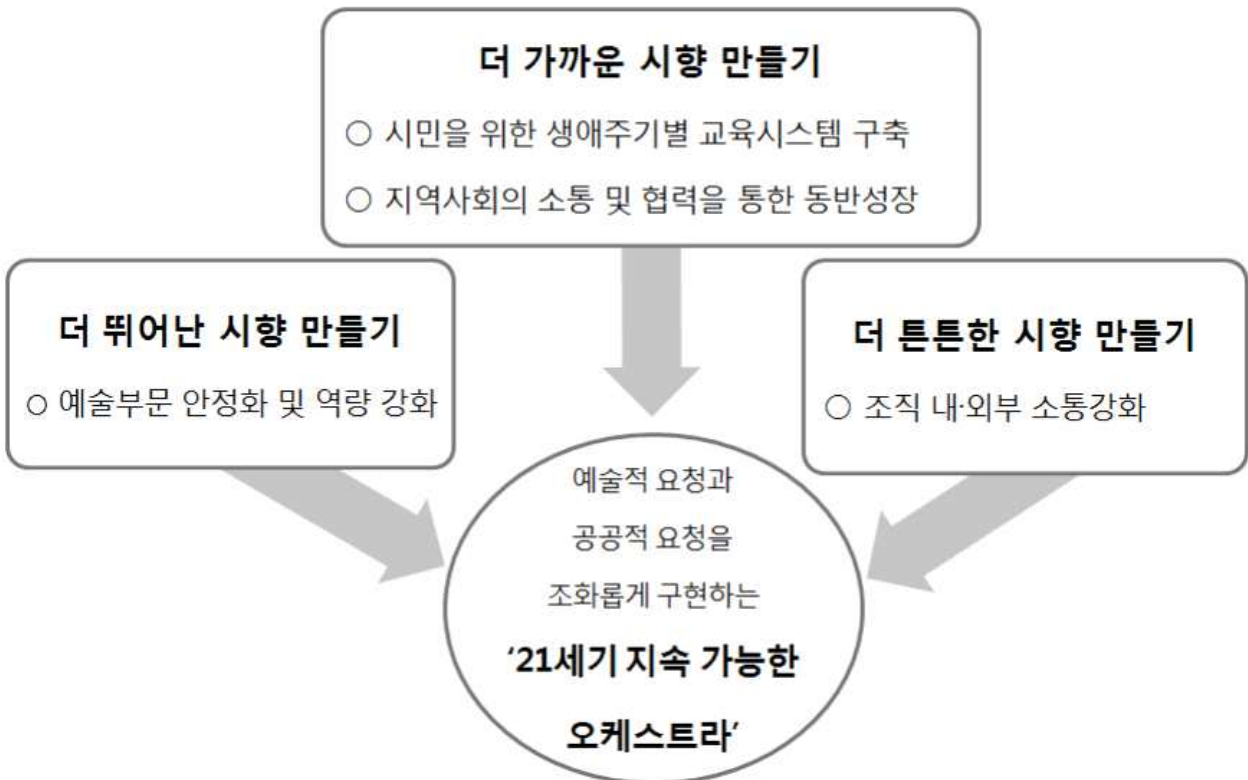 더 가까운 시향 만들기
○ 시민을 위한 생애주기별 교육시스템 구축
○ 지역사회의 소통 및 협력을 통한 동반성장
더 뛰어난 시향 만들기
○ 예술부문 안정화 및 역량 강화
더 튼튼한 시향 만들기
○ 조직 내·외부 소통강화
예술적 요청과
공공적 요청을
조화롭게 구현하는
‘21세기 지속 가능한
오케스트라’